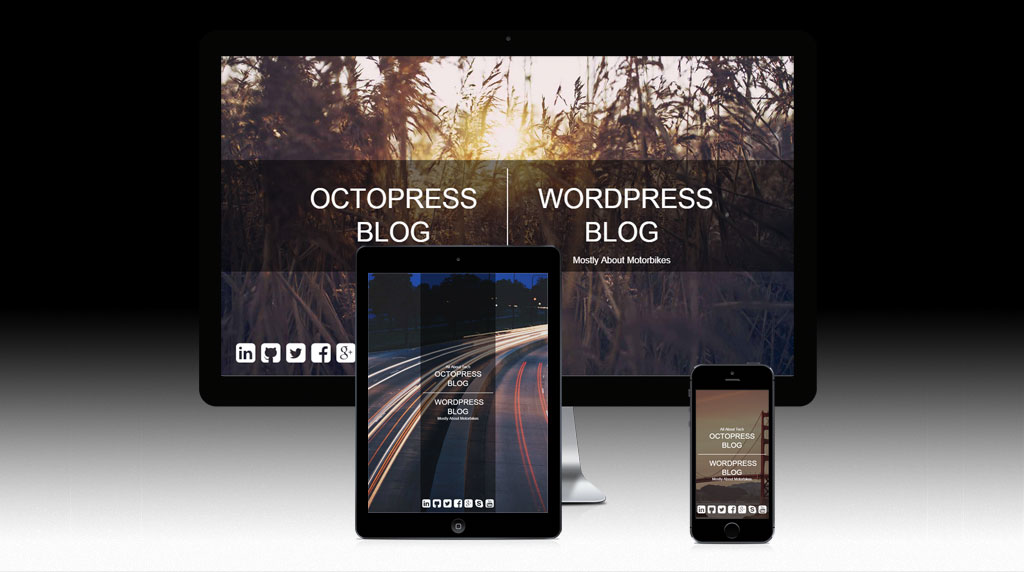 OCTOPRESS
BLOG
WORDPRESS
BLOG
Mostly About Motorbikes
in
f
g+
All About Tech
OCTOPRESS
BLOG
WORDPRESS
BLOG
Mostly About Motorbikes
All About Tech
OCTOPRESS
BLOG
WORDPRESS
BLOG
Mostly About Motorbikes